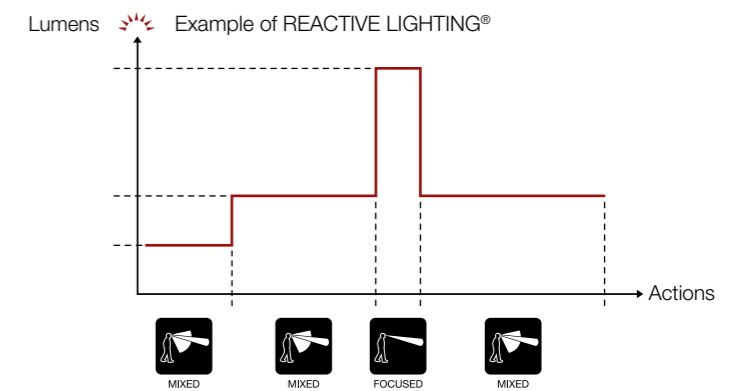 Lumens
Example of REACTIVE LIGHTING®
Actions
MIXED
MIXED
FOCUSED
MIXED